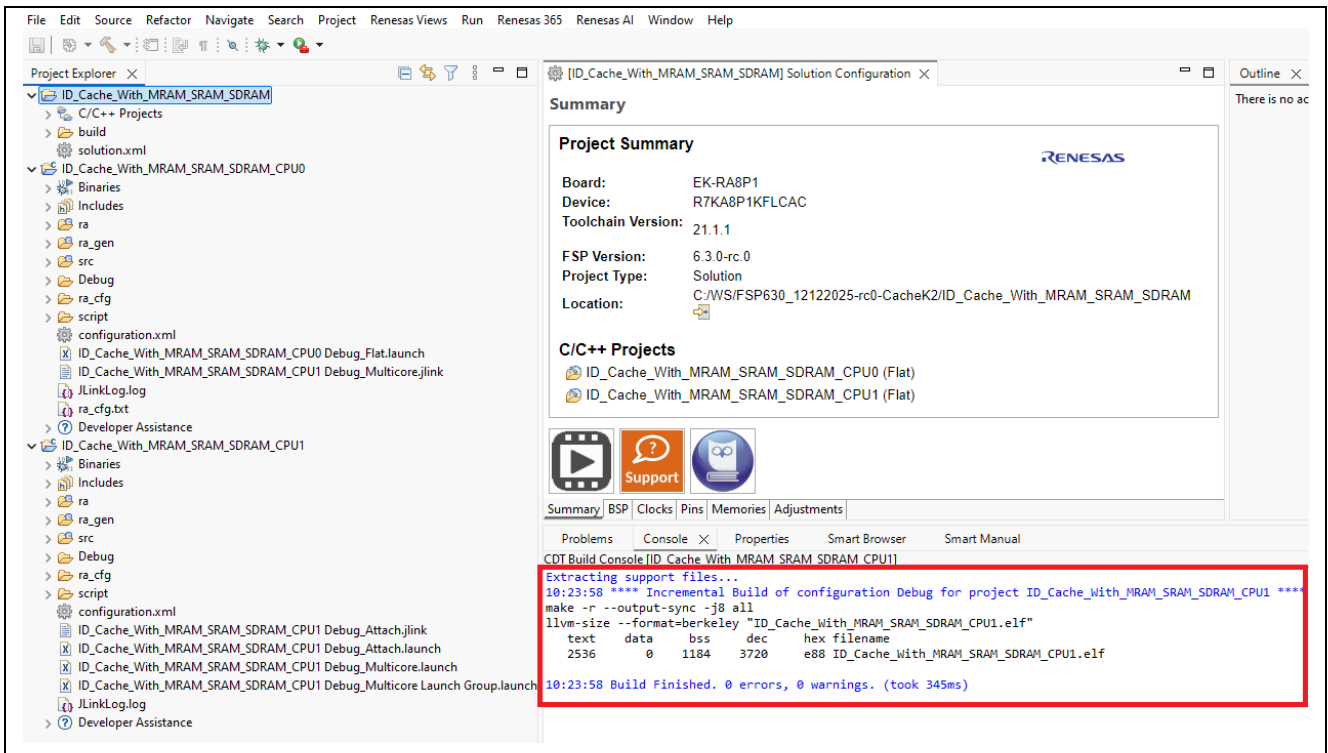 File Edit Source Refactor Navigate Search Project Renesas Views Run Renesas 365 Renesas AI Window Help
Project Explorer
ID_Cache_With_MRAM_SRAM_SDRAM
C/C++ Projects
build
solution.xml
ID_Cache_With_MRAM_SRAM_SDRAM_CPU0
Binaries
Includes
ra
ra_gen
src
Debug
ra_cfg
script
configuration.xml
ID_Cache_With_MRAM_SRAM_SDRAM_CPU0 Debug_Flat.launch
ID_Cache_With_MRAM_SRAM_SDRAM_CPU1 Debug_Multicore.jlink
JLinkLog.log
ra_cfg.txt
Developer Assistance
ID_Cache_With_MRAM_SRAM_SDRAM_CPU1
Binaries
Includes
ra
ra_gen
src
Debug
ra_cfg
script
configuration.xml
ID_Cache_With_MRAM_SRAM_SDRAM_CPU1 Debug_Attach.jlink
ID_Cache_With_MRAM_SRAM_SDRAM_CPU1 Debug_Attach.launch
ID_Cache_With_MRAM_SRAM_SDRAM_CPU1 Debug_Multicore.launch
ID_Cache_With_MRAM_SRAM_SDRAM_CPU1 Debug_Multicore Launch Group.launch
JLinkLog.log
Developer Assistance
[ID_Cache_With_MRAM_SRAM_SDRAM] Solution Configuration
Summary
Project Summary
RENESAS
Board: EK-RA8P1
Device: R7KA8P1KFLCAC
Toolchain Version: 21.1.1
FSP Version: 6.3.0-rc.0
Project Type: Solution
Location: C:/WS/FSP630_12122025-rc0-CacheK2/ID_Cache_With_MRAM_SRAM_SDRAM
C/C++ Projects
ID_Cache_With_MRAM_SRAM_SDRAM_CPU0 (Flat)
ID_Cache_With_MRAM_SRAM_SDRAM_CPU1 (Flat)
Support
Summary BSP Clocks Pins Memories Adjustments
Outline
There is no ac
Problems Console Properties Smart Browser Smart Manual
CDT Build Console [ID_Cache_With_MRAM_SRAM_SDRAM_CPU1]
Extracting support files...
10:23:58 **** Incremental Build of configuration Debug for project ID_Cache_With_MRAM_SRAM_SDRAM_CPU1 ****
make -r --output-sync -j8 all
llvm-size --format=berkeley "ID_Cache_With_MRAM_SRAM_SDRAM_CPU1.elf"
text data bss dec hex filename
2536 0 1184 3720 e88 ID_Cache_With_MRAM_SRAM_SDRAM_CPU1.elf
10:23:58 Build Finished. 0 errors, 0 warnings. (took 345ms)